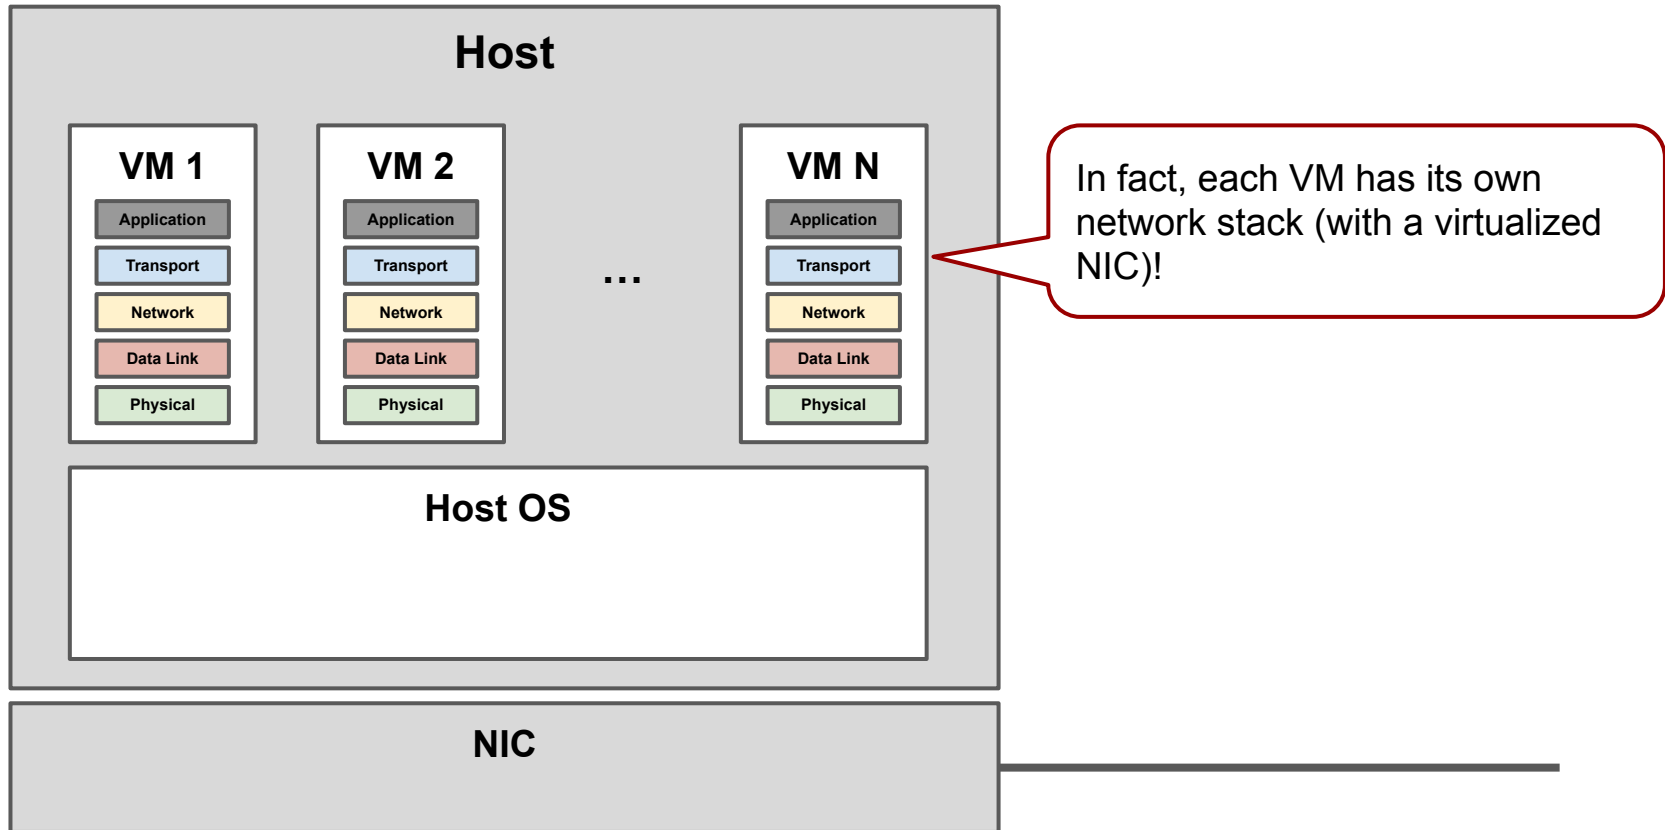 Host
VM 1
Application
Transport
Network
Data Link
Physical
VM 2
Application
Transport
Network
Data Link
Physical
...
VM N
Application
Transport
Network
Data Link
Physical
In fact, each VM has its own
network stack (with a virtualized
NIC)!
Host OS
NIC